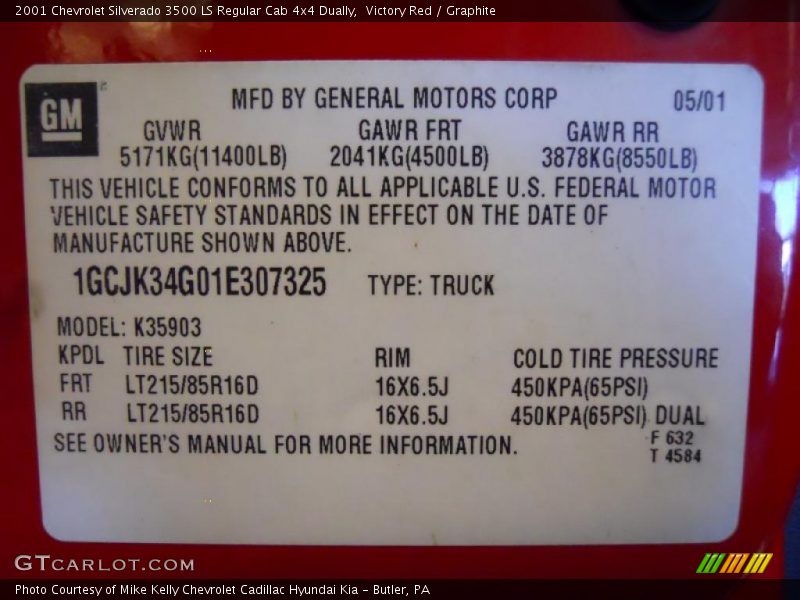 2001 Chevrolet Silverado 3500 LS Regular Cab 4x4 Dually,  Victory Red / Graphite
GM
MFD BY GENERAL MOTORS CORP 05/01
GVWR GAWR FRT GAWR RR
5171KG(11400LB) 2041KG(4500LB) 3878KG(8550LB)
THIS VEHICLE CONFORMS TO ALL APPLICABLE U.S. FEDERAL MOTOR
VEHICLE SAFETY STANDARDS IN EFFECT ON THE DATE OF
MANUFACTURE SHOWN ABOVE.
1GCJK34G01E307325 TYPE: TRUCK
MODEL: K35903
KPDL TIRE SIZE RIM COLD TIRE PRESSURE
FRT LT215/85R16D 16X6.5J 450KPA(65PSI)
RR LT215/85R16D 16X6.5J 450KPA(65PSI) DUAL
SEE OWNER'S MANUAL FOR MORE INFORMATION.
F 632
T 4584
GTCARLOT.COM
Photo Courtesy of Mike Kelly Chevrolet Cadillac Hyundai Kia - Butler, PA